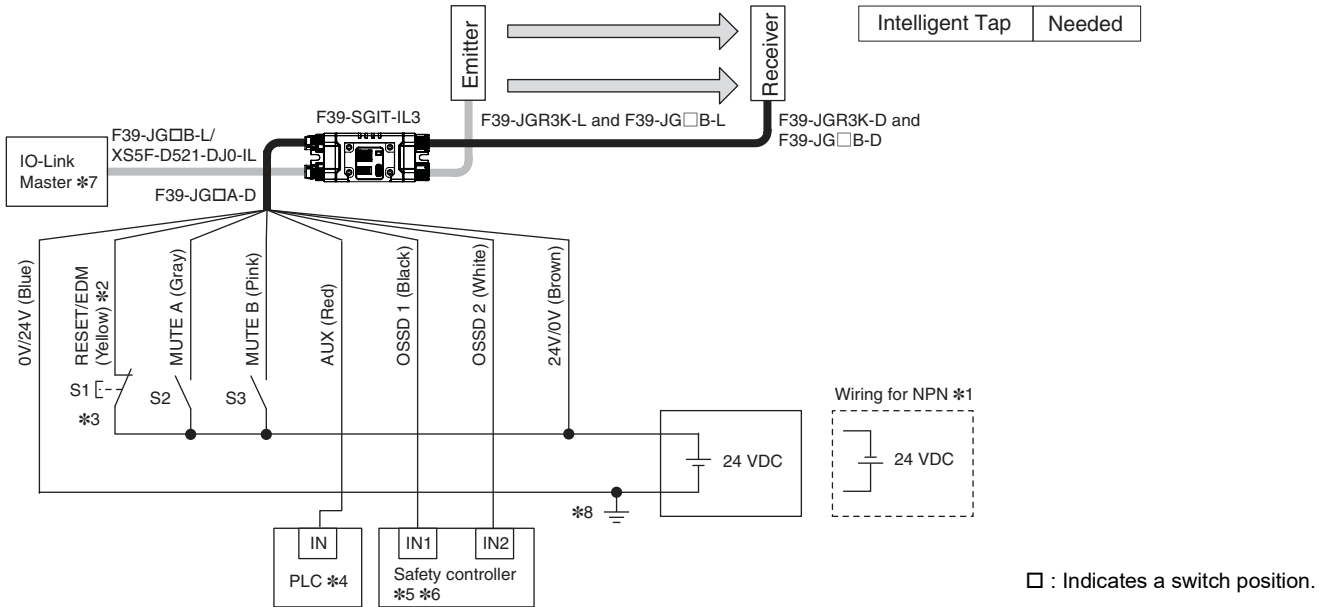 Emitter
Receiver
Intelligent Tap Needed
F39-SGIT-IL3
F39-JGR3K-L and F39-JG□B-L
F39-JGR3K-D and
F39-JG□B-D
F39-JG□B-L/
XS5F-D521-DJ0-IL
IO-Link
Master *7
F39-JG□A-D
0V/24V (Blue)
RESET/EDM
(Yellow) *2
MUTE A (Gray)
MUTE B (Pink)
AUX (Red)
OSSD 1 (Black)
OSSD 2 (White)
24V/0V (Brown)
S1
*3
S2
S3
Wiring for NPN *1
24 VDC
24 VDC
*8
IN
PLC *4
IN1
IN2
Safety controller
*5 *6
□ : Indicates a switch position.